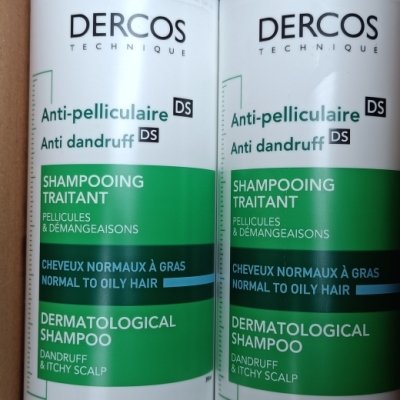 DERCOS
TECHNIQUE
Anti-pelliculaire DS
Anti dandruff DS
SHAMPOOING
TRAITANT
PELLICULES
& DÉMANGEAISONS
CHEVEUX NORMAUX À GRAS
NORMAL TO OILY HAIR
DERMATOLOGICAL
SHAMPOO
DANDRUFF
& ITCHY SCALP
DERCOS
TECHNIQUE
Anti-pelliculaire DS
Anti dandruff DS
SHAMPOOING
TRAITANT
PELLICULES
& DÉMANGEAISONS
CHEVEUX NORMAUX À GRAS
NORMAL TO OILY HAIR
DERMATOLOGICAL
SHAMPOO
DANDRUFF
& ITCHY SCALP